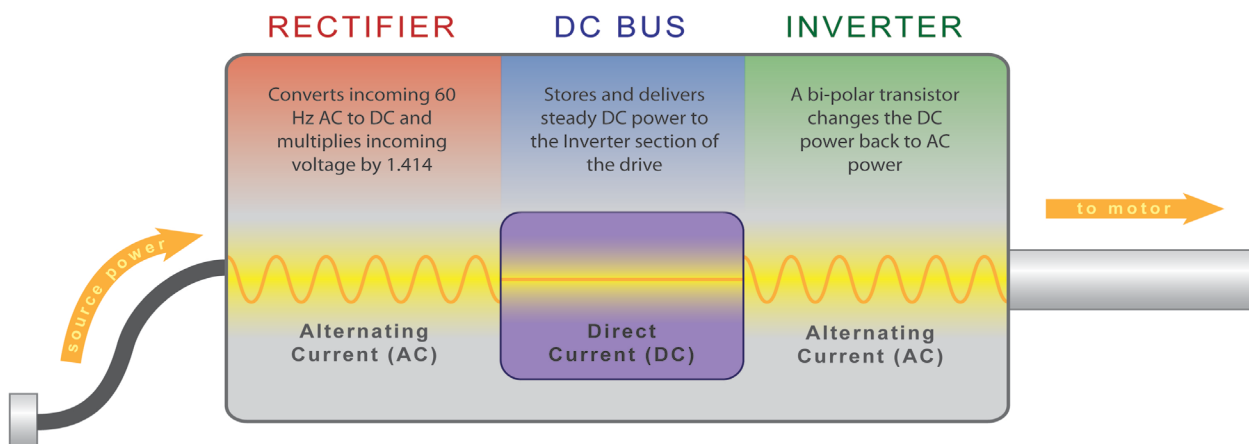 RECTIFIER
Converts incoming 60
Hz AC to DC and
multiplies incoming
voltage by 1.414
DC BUS
Stores and delivers
steady DC power to
the Inverter section of
the drive
INVERTER
A bi-polar transistor
changes the DC
power back to AC
power
source power
to motor
Alternating
Current (AC)
Direct
Current (DC)
Alternating
Current (AC)